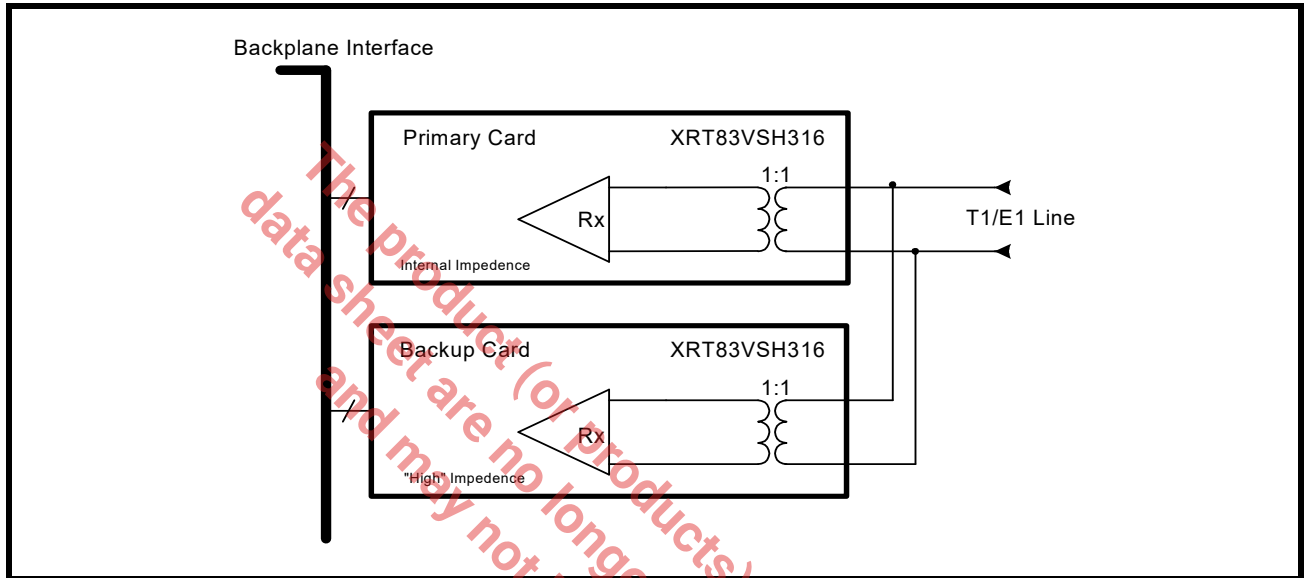 Backplane Interface
Primary Card
XRT83VSH316
1:1
Rx
T1/E1 Line
Internal Impedence
Backup Card
XRT83VSH316
1:1
Rx
"High" Impedence
The product (or products)
data sheet are no longe
and may not